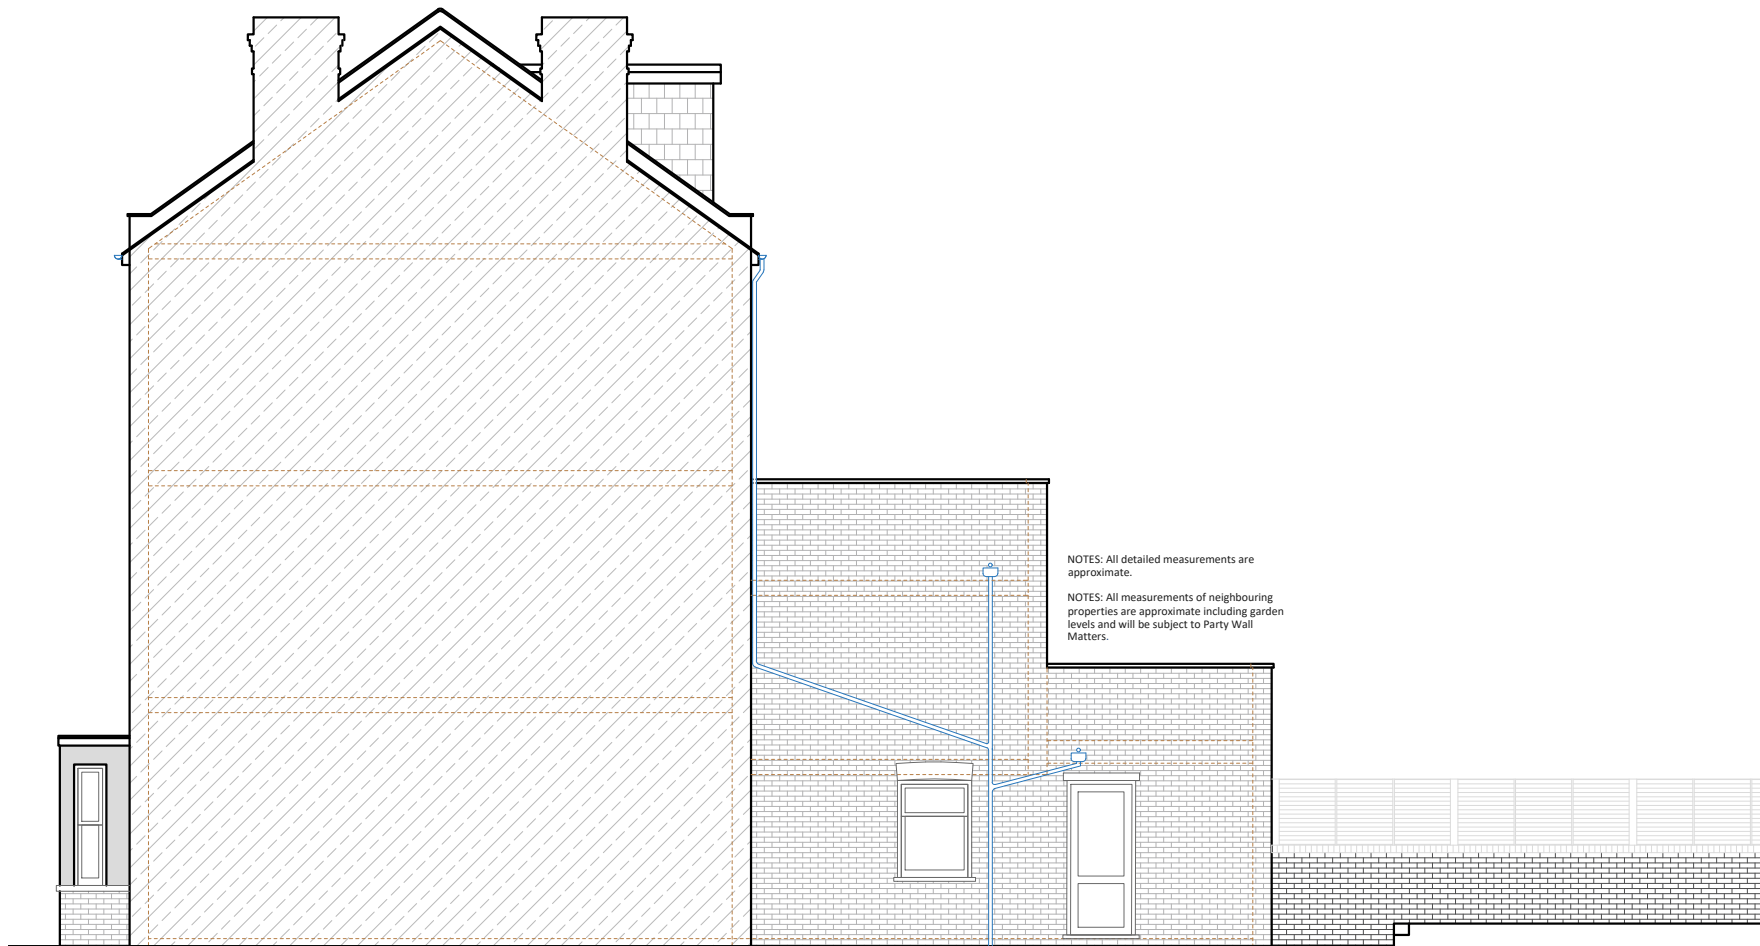 NOTES: All detailed measurements are
approximate.
NOTES: All measurements of neighbouring
properties are approximate including garden
levels and will be subject to Party Wall
Matters.